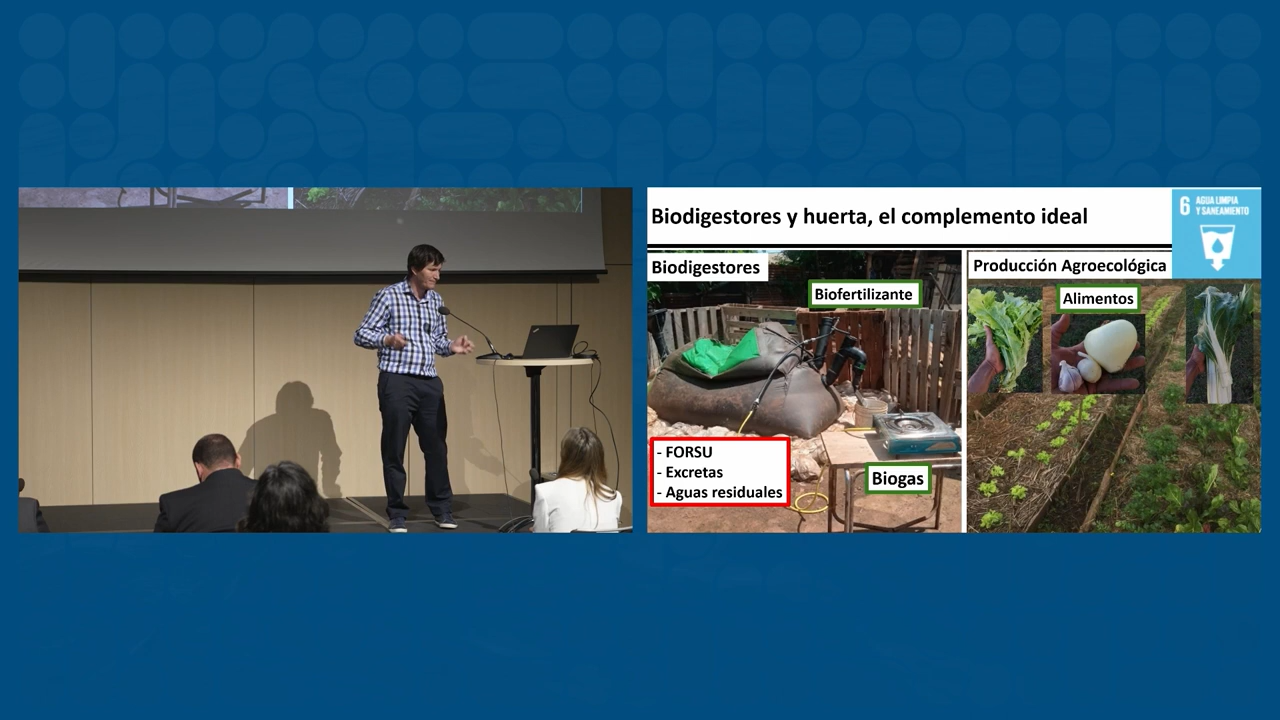 Biodigestores y huerta, el complemento ideal
6 AGUA LIMPIA
Y SANEAMIENTO
Biodigestores
Producción Agroecológica
Biofertilizante
Alimentos
- FORSU
- Excretas
- Aguas residuales
Biogas